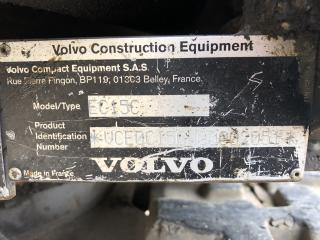 Volvo Construction Equipment
Volvo Compact Equipment S.A.S.
Rue Pierre Pingon, BP119, 01303 Belley, France.
Model/Type EC15C
Product
Identification
Number
VOLVO
Made in France